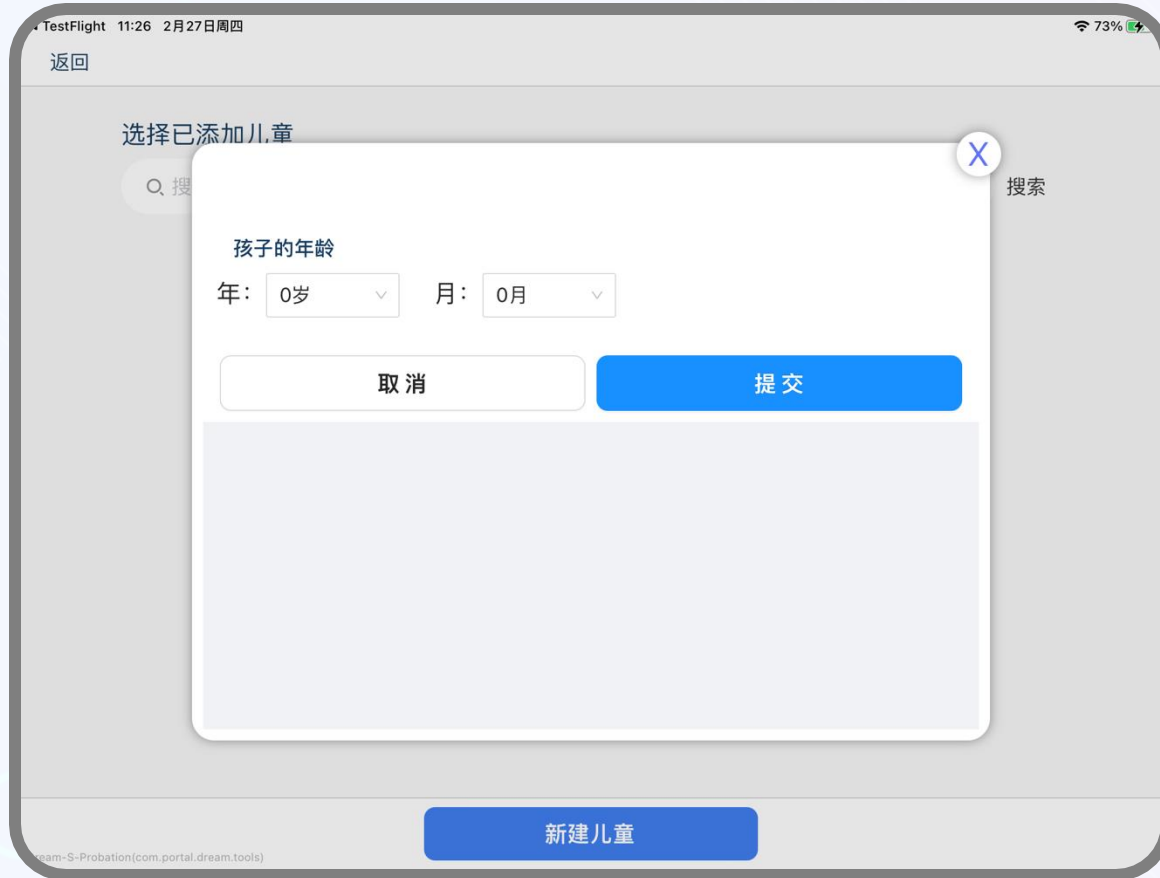 TestFlight 11:26 2月27日周四 73%
返回
选择已添加儿童
搜 搜索
X
孩子的年龄
年： 0岁 月： 0月
取消 提交
新建儿童
eam-S-Probation(com.portal.dream.tools)